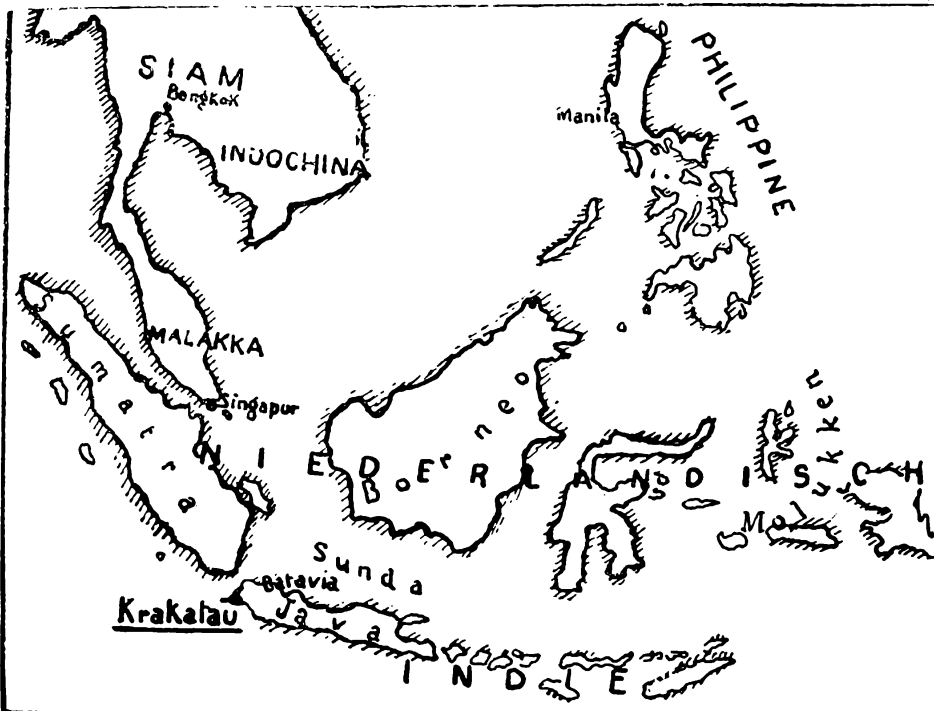 SIAM
Bangkok
PHILIPPINE
Manila
INDOCHINA
Sumatra
MALAKKA
Singapur
Borneo
NIEDERLANDISCH
Molukken
Sunda
Batavia
Krakatau
Java
INDIE